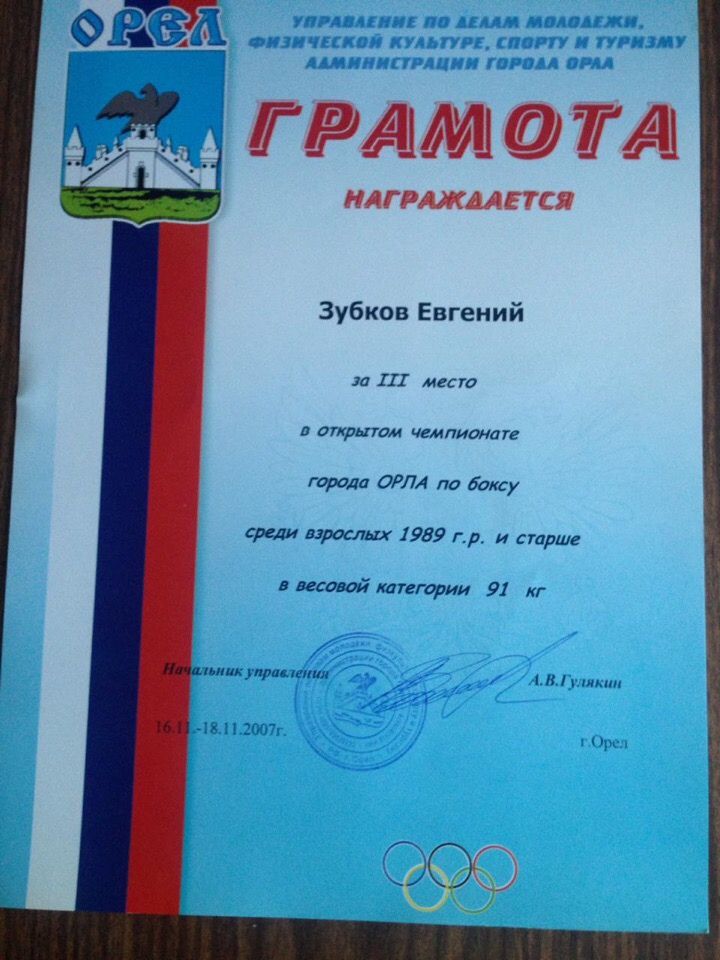 ОРЕЛ
УПРАВЛЕНИЕ ПО ДЕЛАМ МОЛОДЕЖИ,
ФИЗИЧЕСКОЙ КУЛЬТУРЕ, СПОРТУ И ТУРИЗМУ
АДМИНИСТРАЦИИ ГОРОДА ОРЛА
ГРАМОТА
НАГРАЖДАЕТСЯ
Зубков Евгений
за III место
в открытом чемпионате
города ОРЛА по боксу
среди взрослых 1989 г.р. и старше
в весовой категории 91 кг
Начальник управления
А.В.Гулякин
16.11.-18.11.2007г.
г.Орел